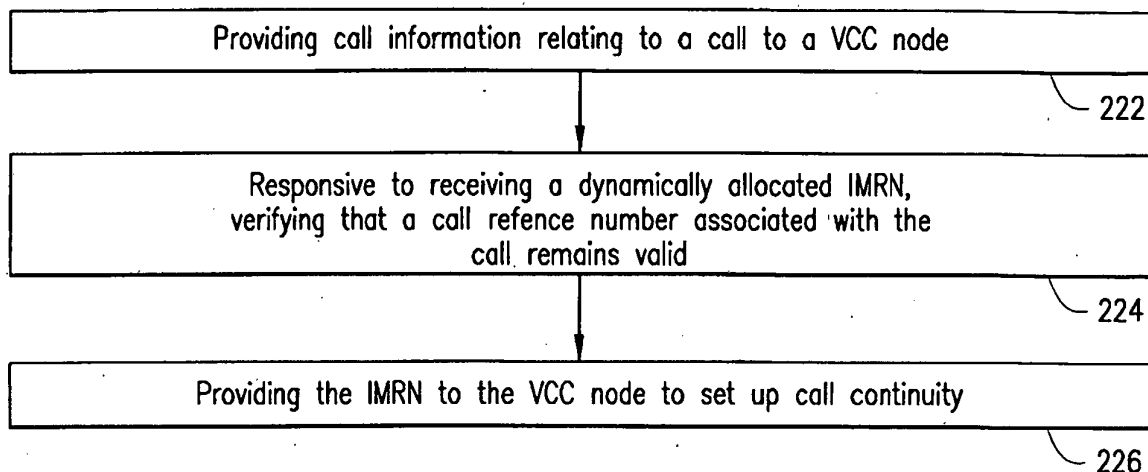 Providing call information relating to a call to a VCC node
222
Responsive to receiving a dynamically allocated IMRN,
verifying that a call refence number associated with the
call remains valid
224
Providing the IMRN to the VCC node to set up call continuity
226